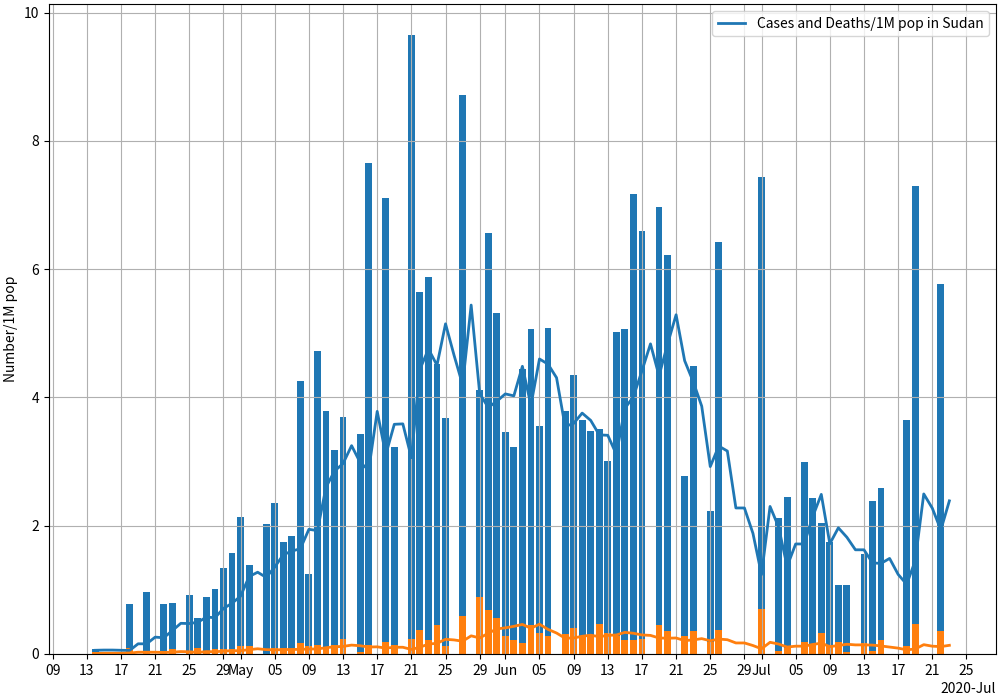 Cases and Deaths/1M pop in Sudan
Number/1M pop
10
8
6
4
2
0
09 13 17 21 25 29 May 05 09 13 17 21 25 29 Jun 05 09 13 17 21 25 29 Jul 05 09 13 17 21 25
2020-Jul